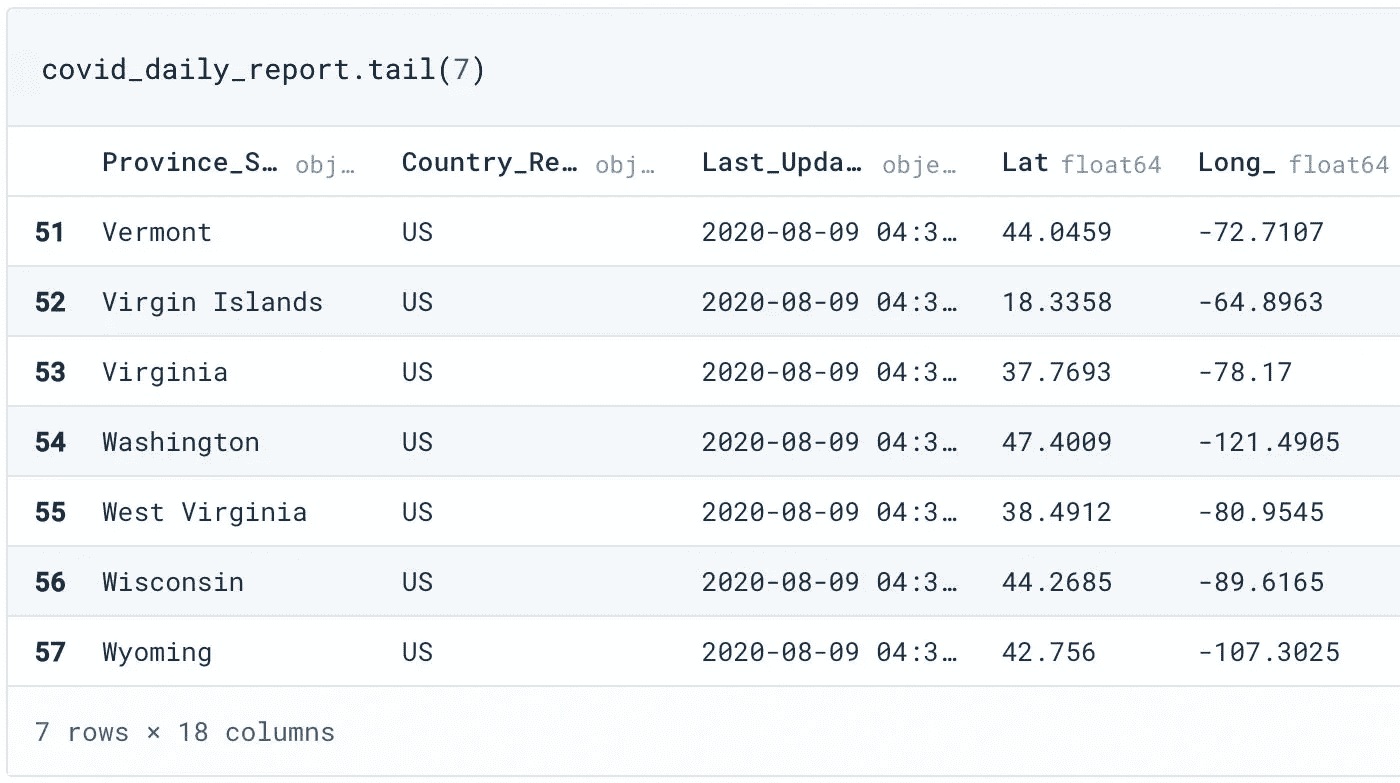 covid_daily_report.tail(7)
Province_S… obj… Country_Re… obj… Last_Upda… obje… Lat float64 Long_ float64
51 Vermont US 2020-08-09 04:3… 44.0459 -72.7107
52 Virgin Islands US 2020-08-09 04:3… 18.3358 -64.8963
53 Virginia US 2020-08-09 04:3… 37.7693 -78.17
54 Washington US 2020-08-09 04:3… 47.4009 -121.4905
55 West Virginia US 2020-08-09 04:3… 38.4912 -80.9545
56 Wisconsin US 2020-08-09 04:3… 44.2685 -89.6165
57 Wyoming US 2020-08-09 04:3… 42.756 -107.3025
7 rows × 18 columns